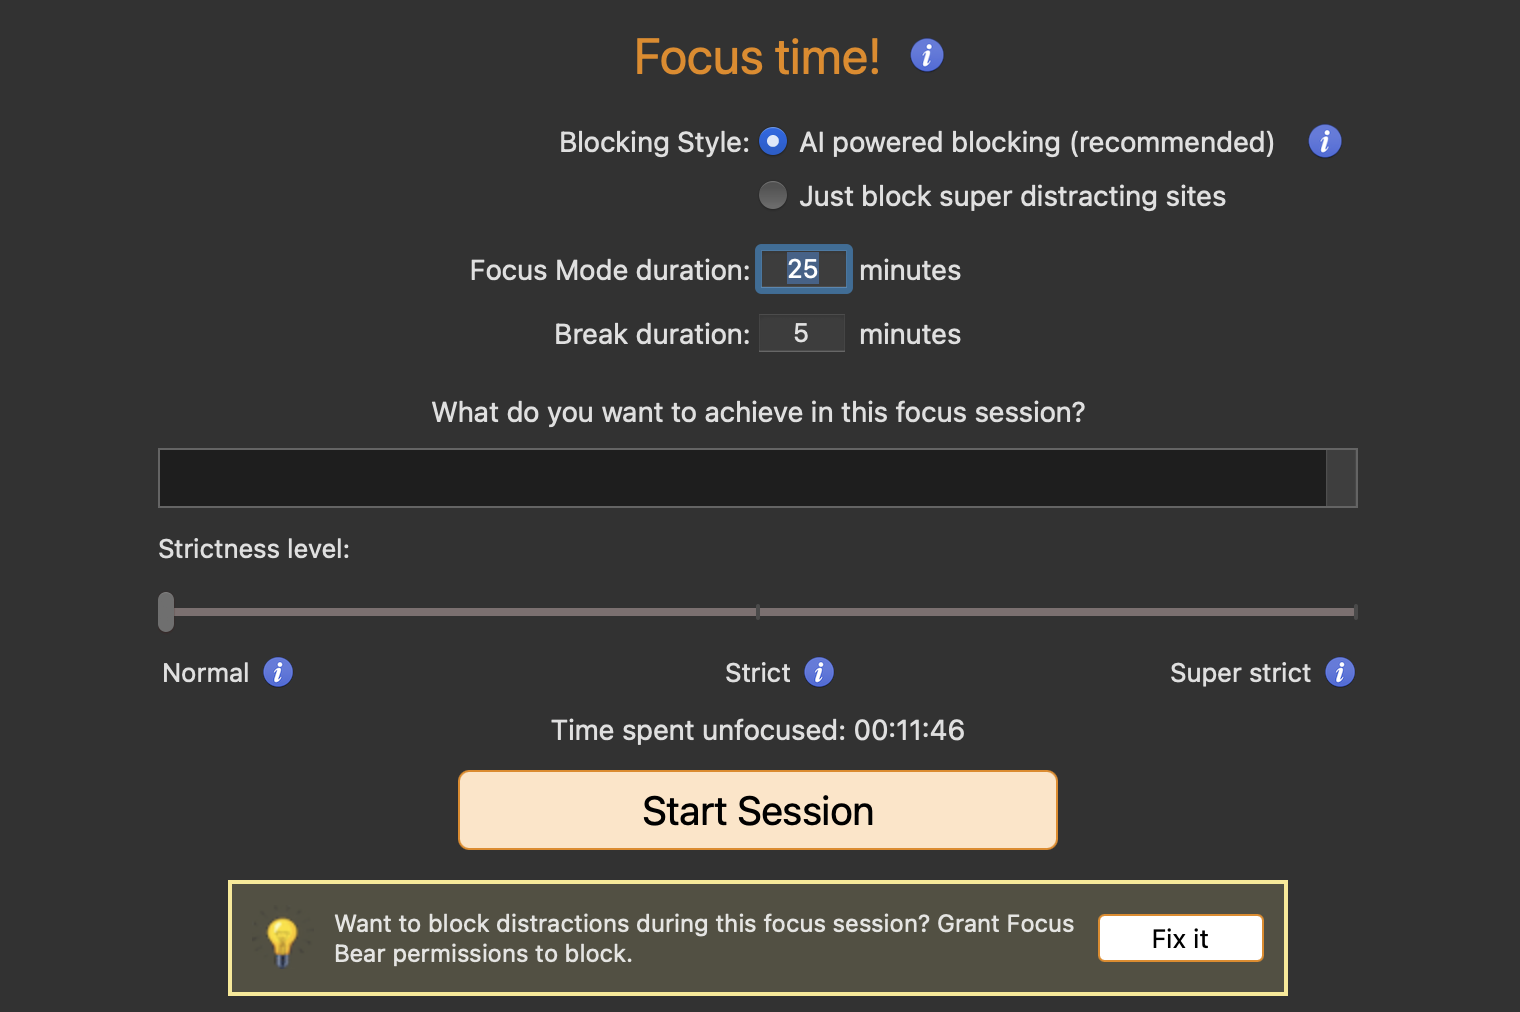 Focus time!
Blocking Style: AI powered blocking (recommended)
Just block super distracting sites
Focus Mode duration: 25 minutes
Break duration: 5 minutes
What do you want to achieve in this focus session?
Strictness level:
Normal Strict Super strict
Time spent unfocused: 00:11:46
Start Session
Want to block distractions during this focus session? Grant Focus
Bear permissions to block.
Fix it